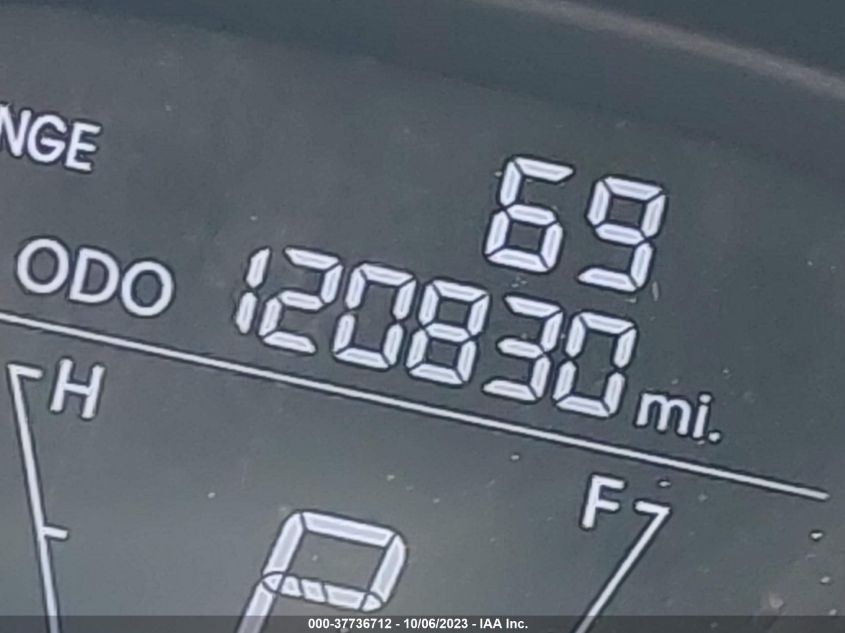 NGE
69
ODO 120830 mi.
H
F
P
000-37736712 - 10/06/2023 - IAA Inc.